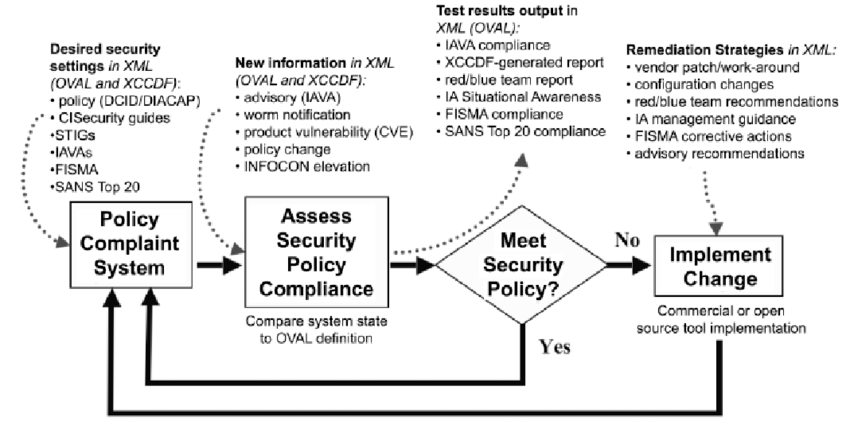 Desired security
settings in XML
(OVAL and XCCDF):
• policy (DCID/DIACAP)
• CISecurity guides
•STIGs
•IAVAs
•FISMA
•SANS Top 20
New information in XML
(OVAL and XCCDF):
• advisory (IAVA)
• worm notification
• product vulnerability (CVE)
• policy change
• INFOCON elevation
Test results output in
XML (OVAL):
• IAVA compliance
• XCCDF-generated report
• red/blue team report
• IA Situational Awareness
• FISMA compliance
• SANS Top 20 compliance
Remediation Strategies in XML:
• vendor patch/work-around
• configuration changes
• red/blue team recommendations
• IA management guidance
• FISMA corrective actions
• advisory recommendations
Policy
Complaint
System
Assess
Security
Policy
Compliance
Compare system state
to OVAL definition
Meet
Security
Policy?
No
Yes
Implement
Change
Commercial or open
source tool implementation